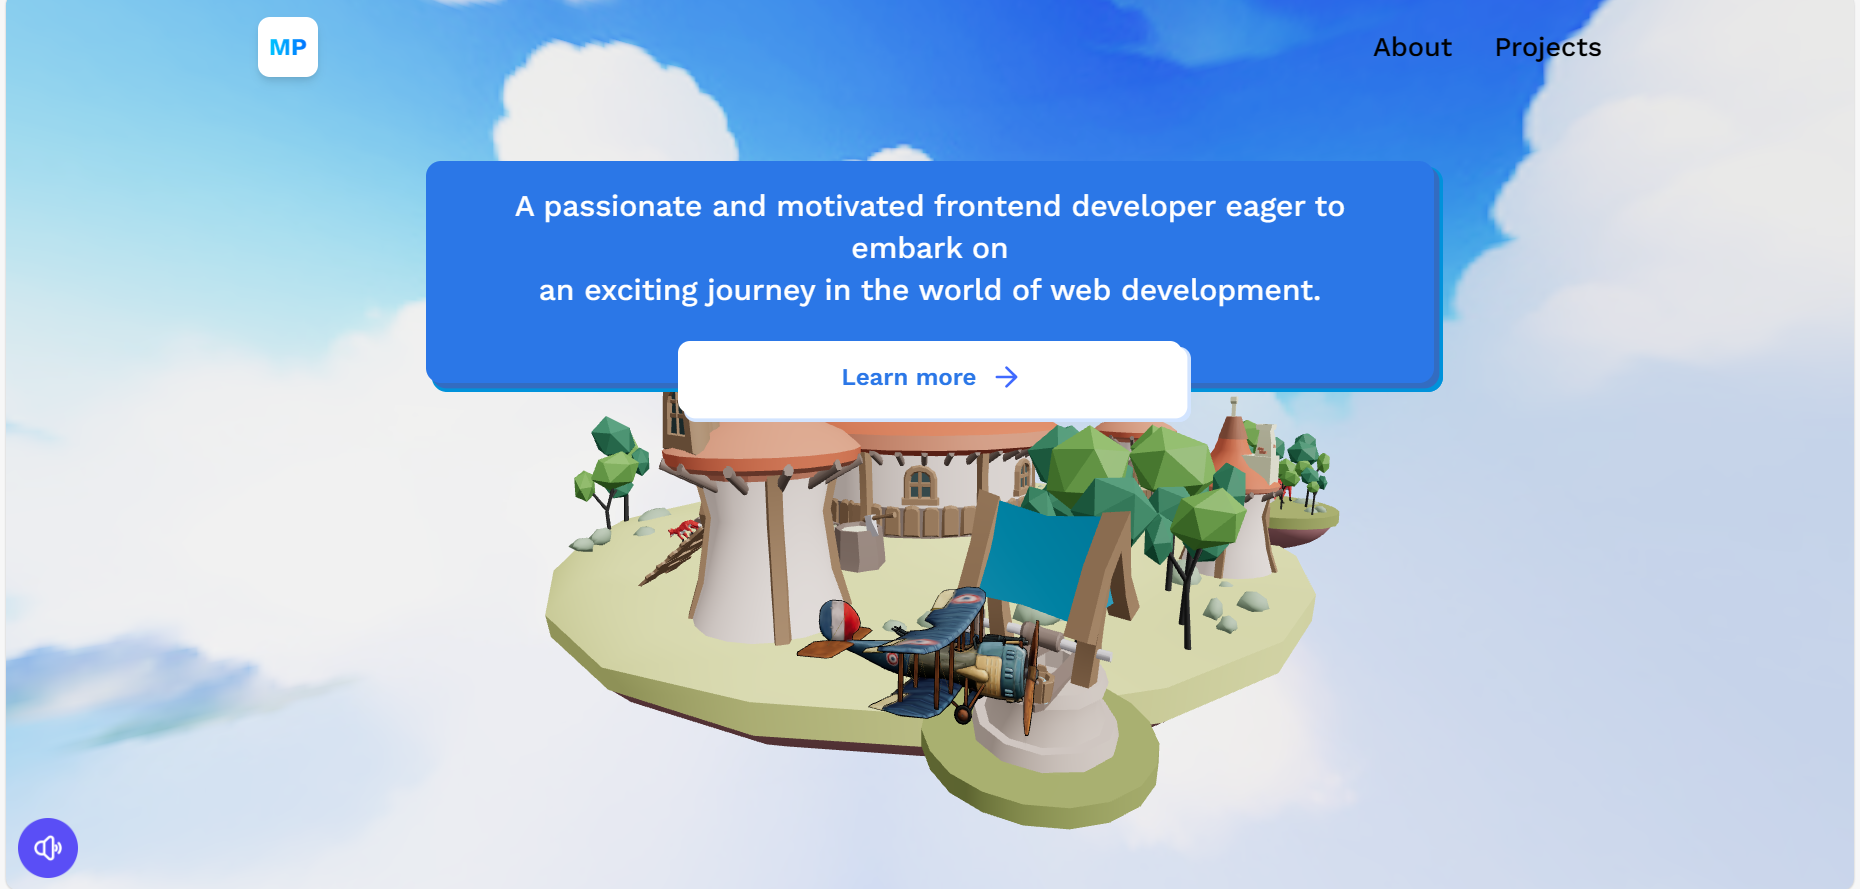 MP
About
Projects
A passionate and motivated frontend developer eager to
embark on
an exciting journey in the world of web development.
Learn more